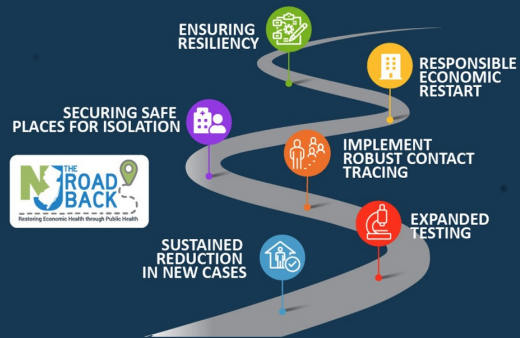 ENSURING
RESILIENCY
RESPONSIBLE
ECONOMIC
RESTART
SECURING SAFE
PLACES FOR ISOLATION
IMPLEMENT
ROBUST CONTACT
TRACING
NJ THE
ROAD
BACK
Restoring Economic Health through Public Health
EXPANDED
TESTING
SUSTAINED
REDUCTION
IN NEW CASES